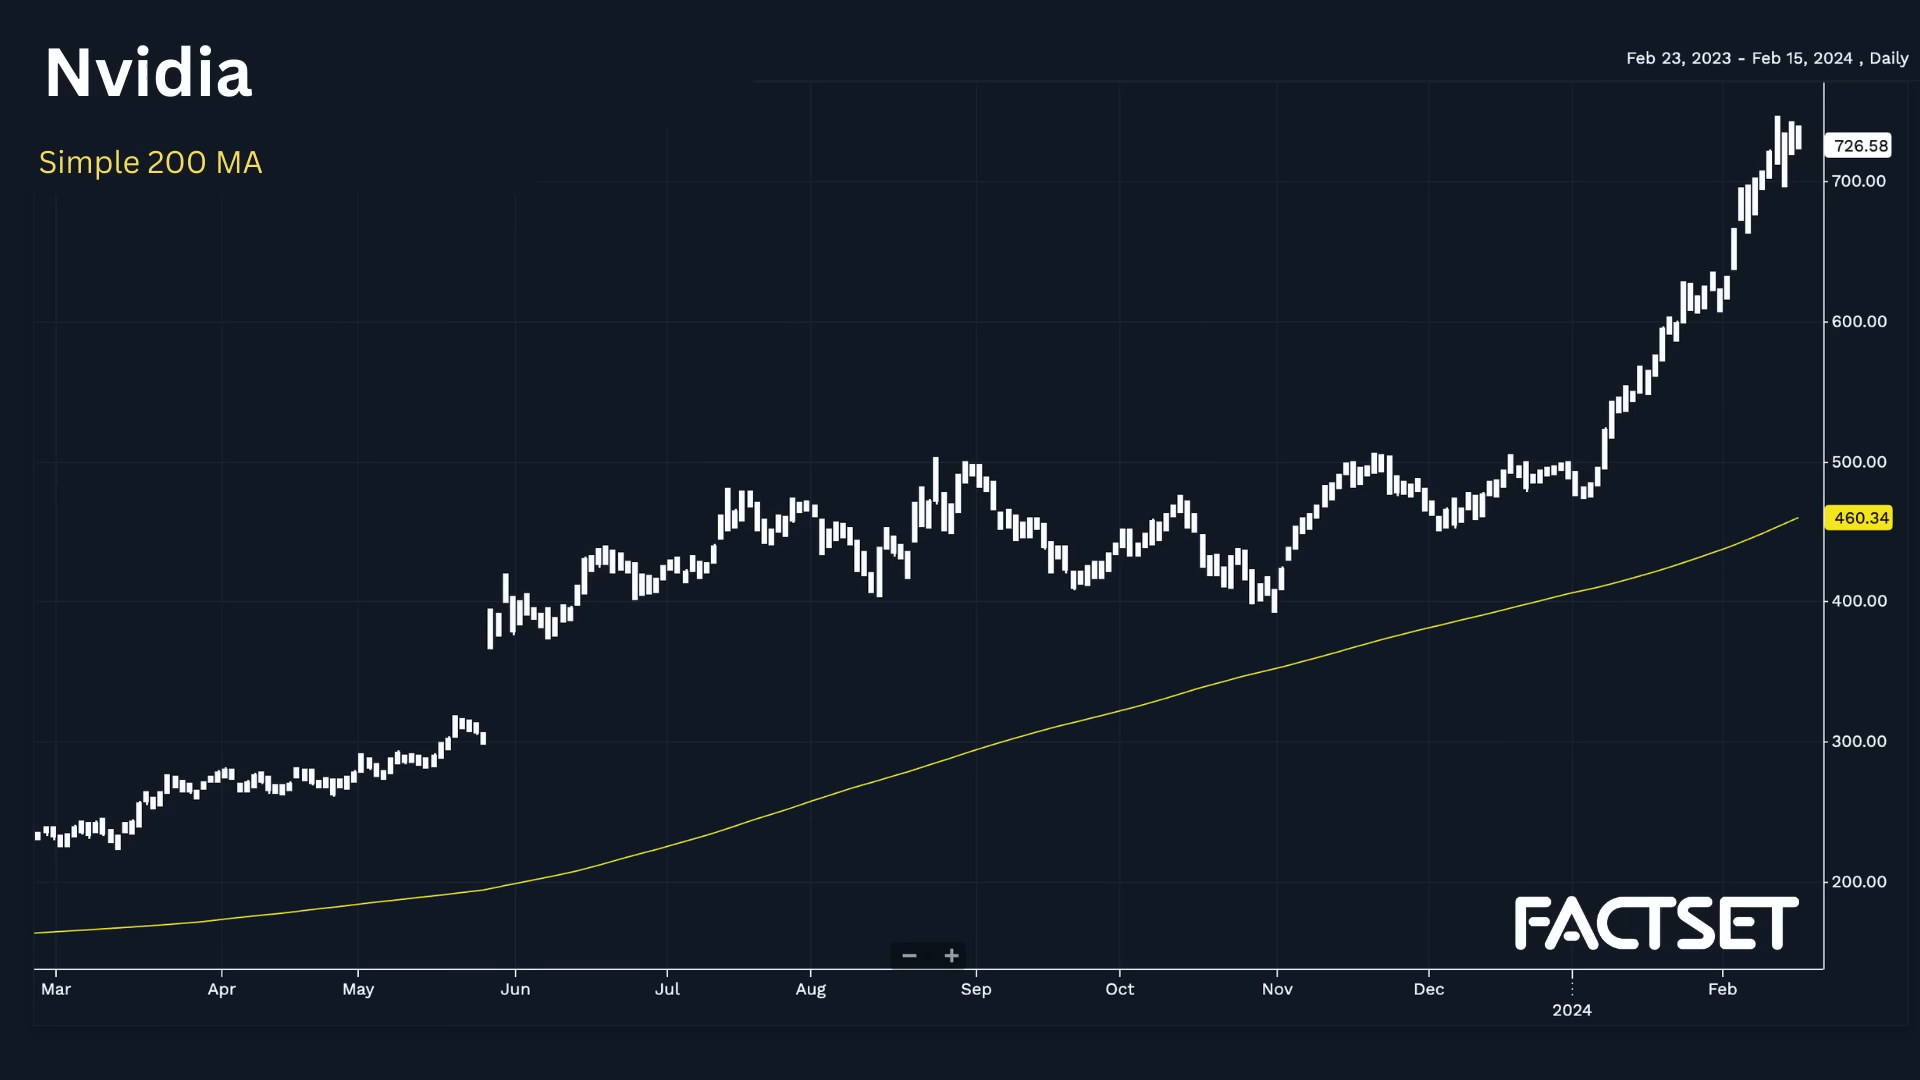 Nvidia
Feb 23, 2023 - Feb 15, 2024 , Daily
Simple 200 MA
726.58
700.00
600.00
500.00
460.34
400.00
300.00
200.00
FACTSET
− +
Mar Apr May Jun Jul Aug Sep Oct Nov Dec Feb
2024